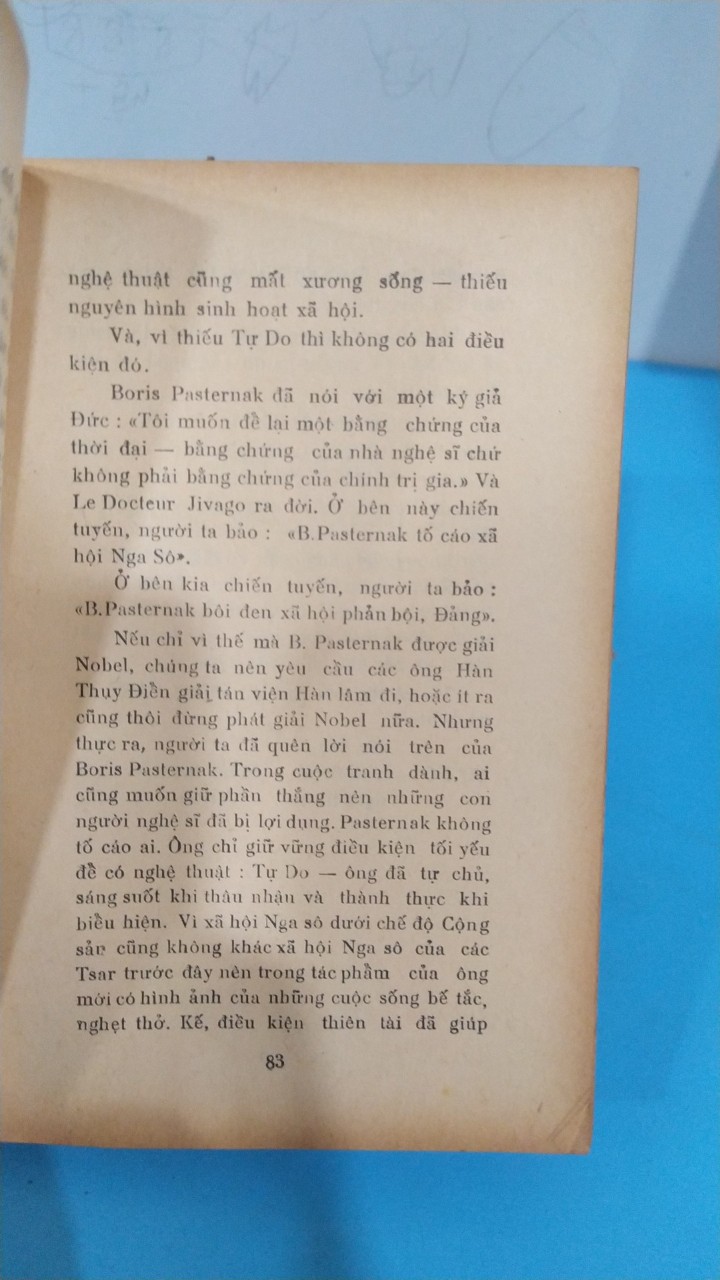 nghệ thuật cũng mất xương sống — thiếu
nguyên hình sinh hoạt xã hội.
Và, vì thiếu Tự Do thì không có hai điều
kiện đó.
Boris Pasternak đã nói với một ký giả
Đức : «Tôi muốn để lại một bằng chứng của
thời đại — bằng chứng của nhà nghệ sĩ chứ
không phải bằng chứng của chính trị gia.» Và
Le Docteur Jivago ra đời. Ở bên này chiến
tuyến, người ta bảo : «B.Pasternak tố cáo xã
hội Nga Sô».
Ở bên kia chiến tuyến, người ta bảo :
«B.Pasternak bôi đen xã hội phản bội, Đảng».
Nếu chỉ vì thế mà B. Pasternak được giải
Nobel, chúng ta nên yêu cầu các ông Hàn
Thụy Điển giải tán viện Hàn lâm đi, hoặc ít ra
cũng thôi đừng phát giải Nobel nữa. Nhưng
thực ra, người ta đã quên lời nói trên của
Boris Pasternak. Trong cuộc tranh dành, ai
cũng muốn giữ phần thắng nên những con
người nghệ sĩ đã bị lợi dụng. Pasternak không
tố cáo ai. Ông chỉ giữ vững điều kiện tối yếu
để có nghệ thuật : Tự Do — ông đã tự chủ,
sáng suốt khi thâu nhận và thành thực khi
biểu hiện. Vì xã hội Nga sô dưới chế độ Cộng
sản cũng không khác xã hội Nga sô của các
Tsar trước đây nên trong tác phẩm của ông
mới có hình ảnh của những cuộc sống bế tắc,
nghẹt thở. Kế, điều kiện thiên tài đã giúp
83